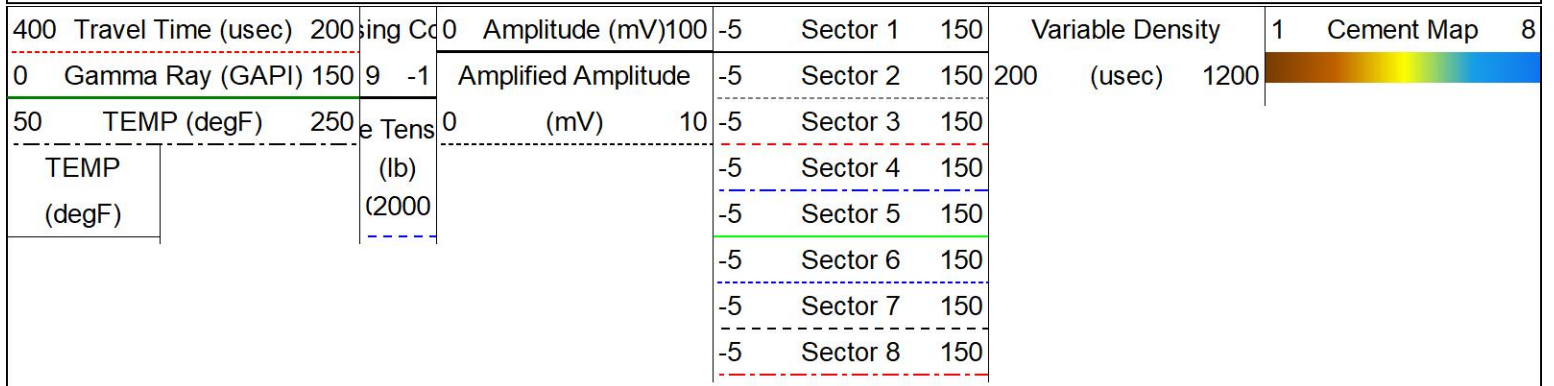 400 Travel Time (usec) 200
0 Gamma Ray (GAPI) 150
50 TEMP (degF) 250
TEMP
(degF)
sing Co
9 -1
e Tens
(lb)
2000
0 Amplitude (mV)100
Amplified Amplitude
0 (mV) 10
-5 Sector 1 150
-5 Sector 2 150
-5 Sector 3 150
-5 Sector 4 150
-5 Sector 5 150
-5 Sector 6 150
-5 Sector 7 150
-5 Sector 8 150
Variable Density
200 (usec) 1200
1 Cement Map 8